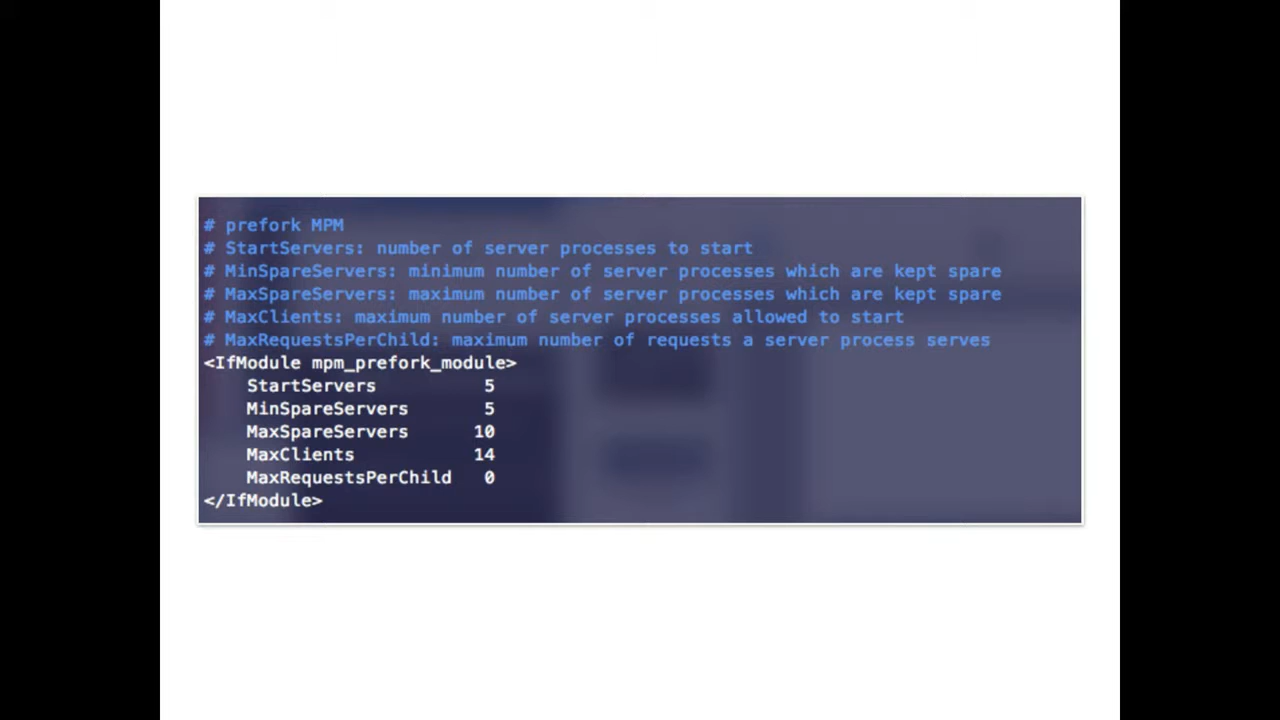 # prefork MPM
# StartServers: number of server processes to start
# MinSpareServers: minimum number of server processes which are kept spare
# MaxSpareServers: maximum number of server processes which are kept spare
# MaxClients: maximum number of server processes allowed to start
# MaxRequestsPerChild: maximum number of requests a server process serves
<IfModule mpm_prefork_module>
    StartServers          5
    MinSpareServers       5
    MaxSpareServers      10
    MaxClients           14
    MaxRequestsPerChild   0
</IfModule>